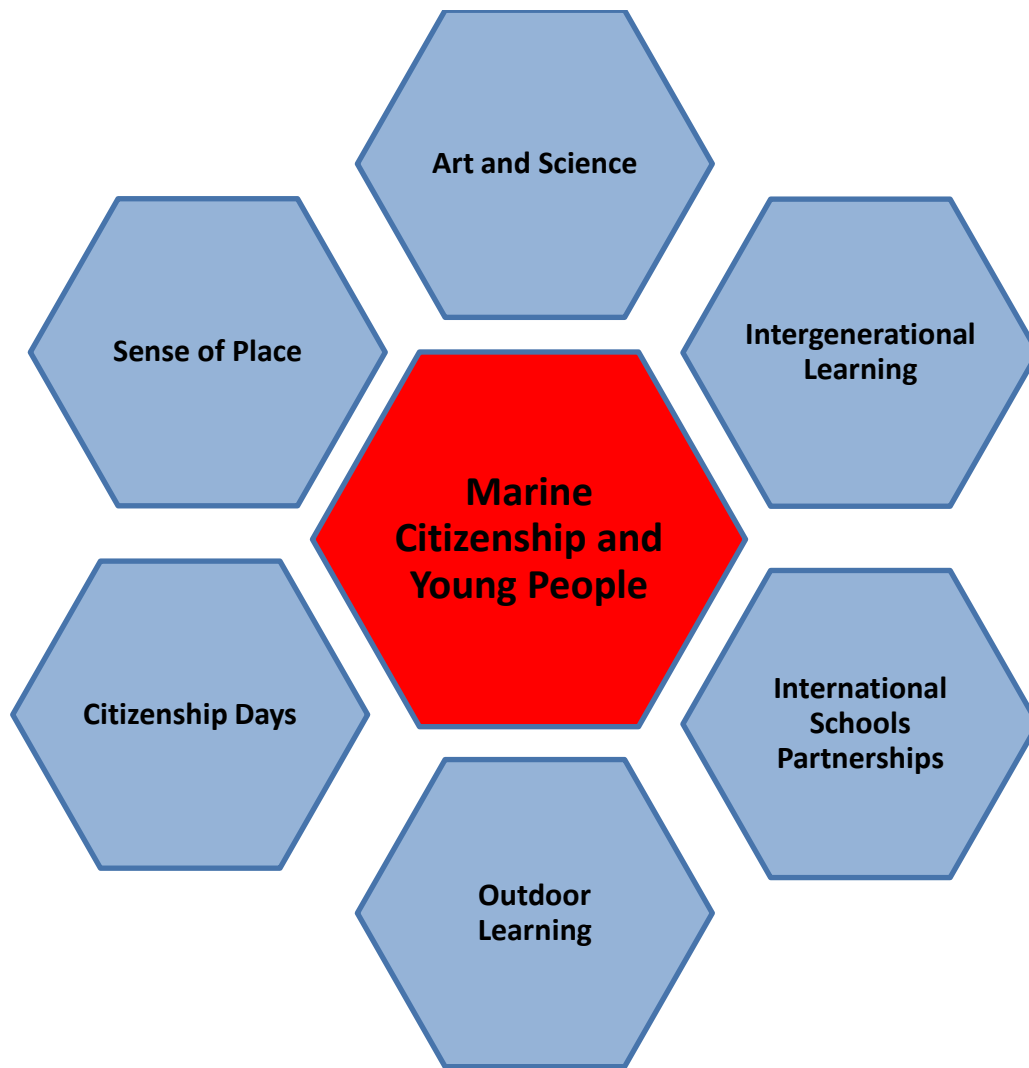 Art and Science
Sense of Place
Intergenerational
Learning
Marine
Citizenship and
Young People
Citizenship Days
International
Schools
Partnerships
Outdoor
Learning